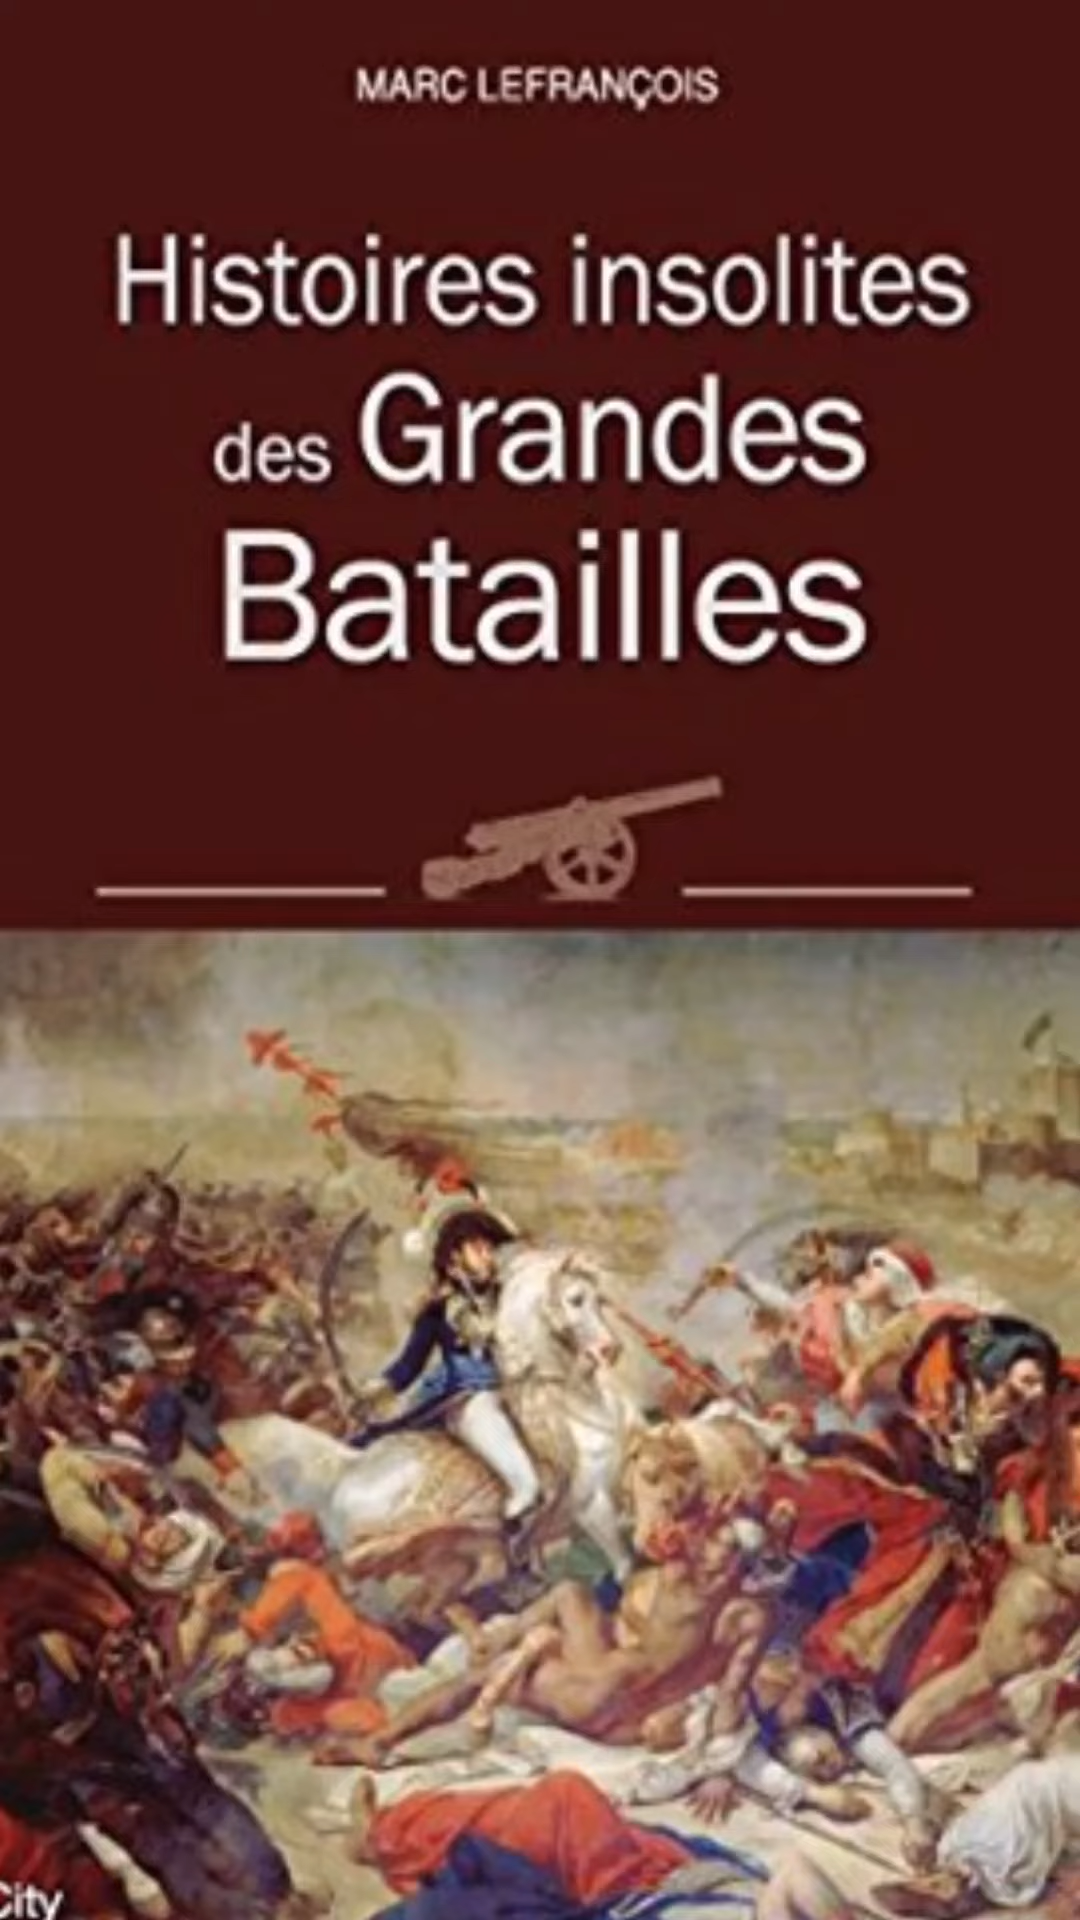 MARC LEFRANÇOIS
Histoires insolites
des Grandes
Batailles
City